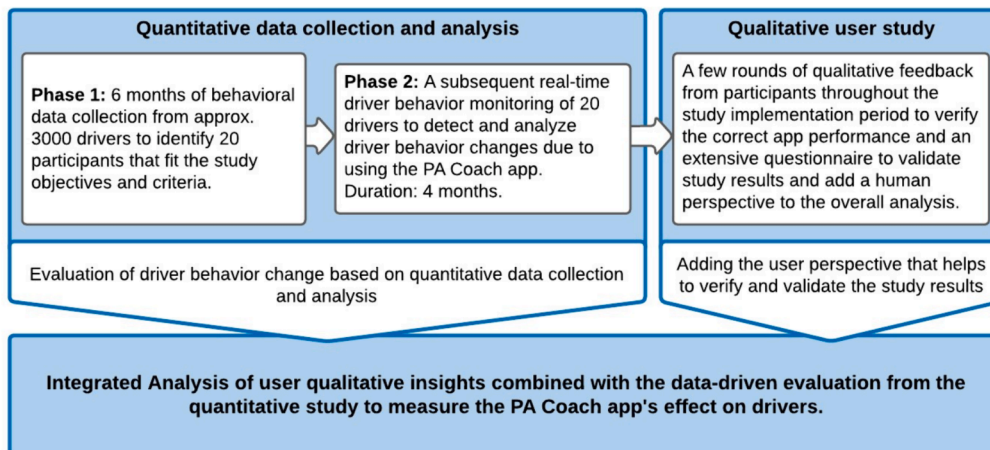 Quantitative data collection and analysis
Phase 1: 6 months of behavioral
data collection from approx.
3000 drivers to identify 20
participants that fit the study
objectives and criteria.
Phase 2: A subsequent real-time
driver behavior monitoring of 20
drivers to detect and analyze
driver behavior changes due to
using the PA Coach app.
Duration: 4 months.
Evaluation of driver behavior change based on quantitative data collection
and analysis
Qualitative user study
A few rounds of qualitative feedback
from participants throughout the
study implementation period to verify
the correct app performance and an
extensive questionnaire to validate
study results and add a human
perspective to the overall analysis.
Adding the user perspective that helps
to verify and validate the study results
Integrated Analysis of user qualitative insights combined with the data-driven evaluation from the
quantitative study to measure the PA Coach app's effect on drivers.